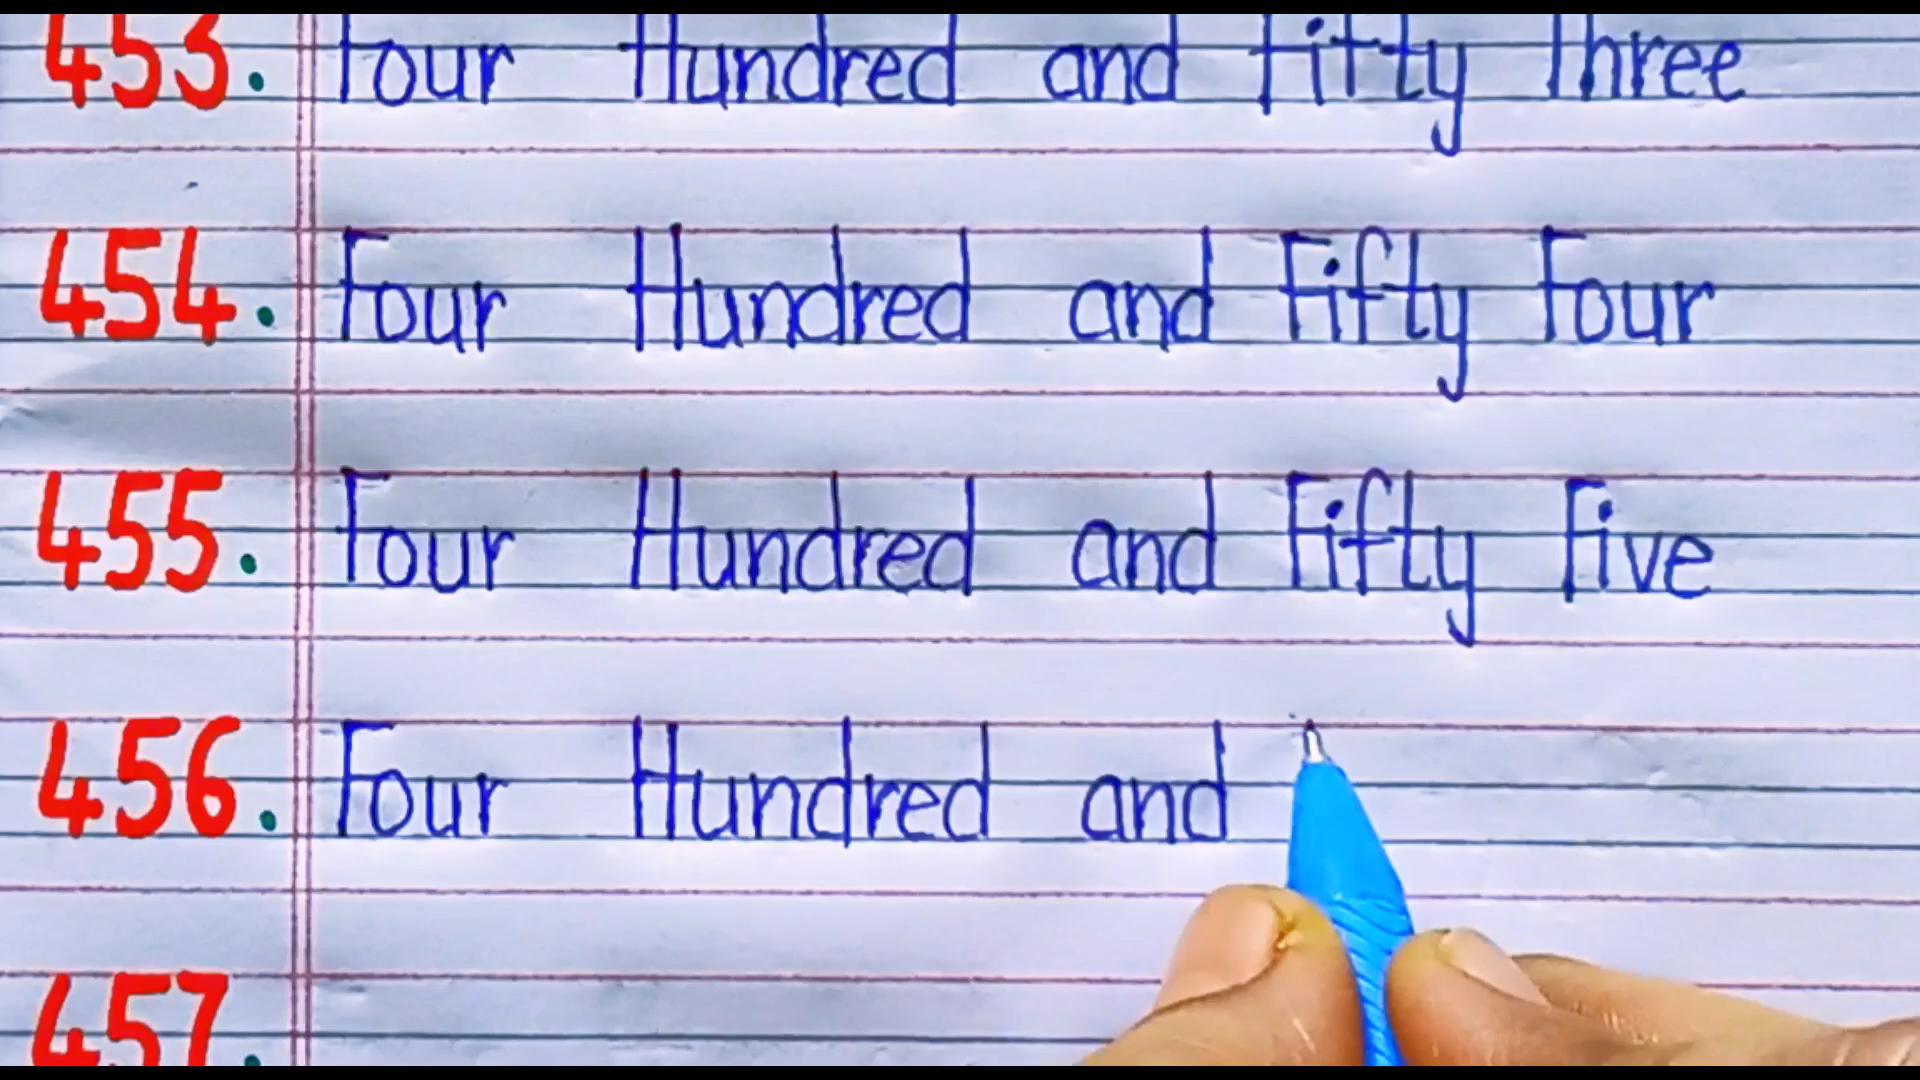 453. Four Hundred and Fifty Three
454. Four Hundred and Fifty Four
455. Four Hundred and Fifty Five
456. Four Hundred and
457.